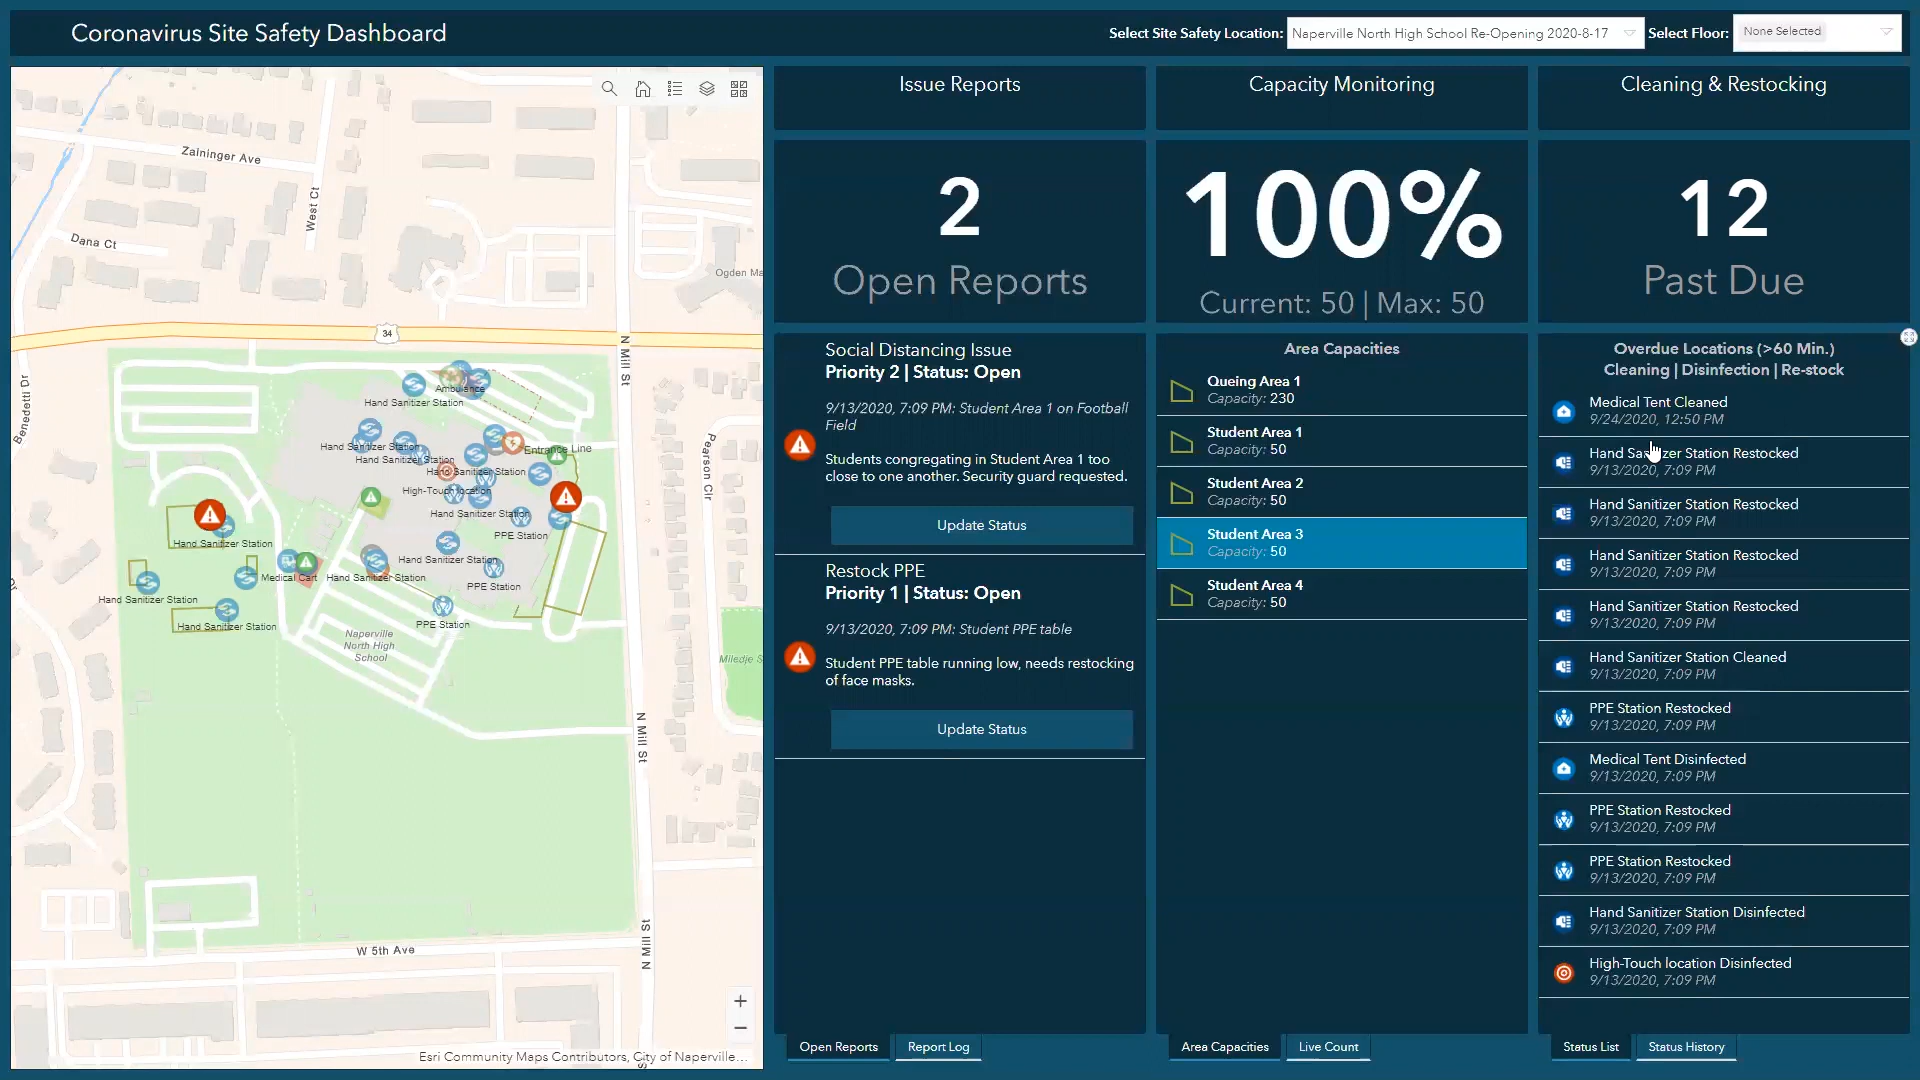 Coronavirus Site Safety Dashboard
Select Site Safety Location:
Naperville North High School Re-Opening 2020-8-17
Select Floor:
None Selected
Zaininger Ave
West Ct
Dana Ct
Ogden Ma
34
N Mill St
Benedetti Dr
Ambulance
Hand Sanitizer Station
Hand Sanitizer Station
Hand Sanitizer Station
Entrance Line
Hand Sanitizer Station
High-Touch location
Hand Sanitizer Station
PPE Station
Hand Sanitizer Station
Hand Sanitizer Station
Medical Cart
Hand Sanitizer Station
PPE Station
Hand Sanitizer Station
Hand Sanitizer Station
PPE Station
Pearson Cir
Naperville
North High
School
Miledje S
N Mill St
N Mill St
W 5th Ave
+
−
Esri Community Maps Contributors, City of Naperville...
Issue Reports
2
Open Reports
Social Distancing Issue
Priority 2 | Status: Open
9/13/2020, 7:09 PM: Student Area 1 on Football
Field
Students congregating in Student Area 1 too
close to one another. Security guard requested.
Update Status
Restock PPE
Priority 1 | Status: Open
9/13/2020, 7:09 PM: Student PPE table
Student PPE table running low, needs restocking
of face masks.
Update Status
Open Reports
Report Log
Capacity Monitoring
100%
Current: 50 | Max: 50
Area Capacities
Queing Area 1
Capacity: 230
Student Area 1
Capacity: 50
Student Area 2
Capacity: 50
Student Area 3
Capacity: 50
Student Area 4
Capacity: 50
Area Capacities
Live Count
Cleaning & Restocking
12
Past Due
Overdue Locations (>60 Min.)
Cleaning | Disinfection | Re-stock
Medical Tent Cleaned
9/24/2020, 12:50 PM
Hand Sanitizer Station Restocked
9/13/2020, 7:09 PM
Hand Sanitizer Station Restocked
9/13/2020, 7:09 PM
Hand Sanitizer Station Restocked
9/13/2020, 7:09 PM
Hand Sanitizer Station Restocked
9/13/2020, 7:09 PM
Hand Sanitizer Station Cleaned
9/13/2020, 7:09 PM
PPE Station Restocked
9/13/2020, 7:09 PM
Medical Tent Disinfected
9/13/2020, 7:09 PM
PPE Station Restocked
9/13/2020, 7:09 PM
PPE Station Restocked
9/13/2020, 7:09 PM
Hand Sanitizer Station Disinfected
9/13/2020, 7:09 PM
High-Touch location Disinfected
9/13/2020, 7:09 PM
Status List
Status History